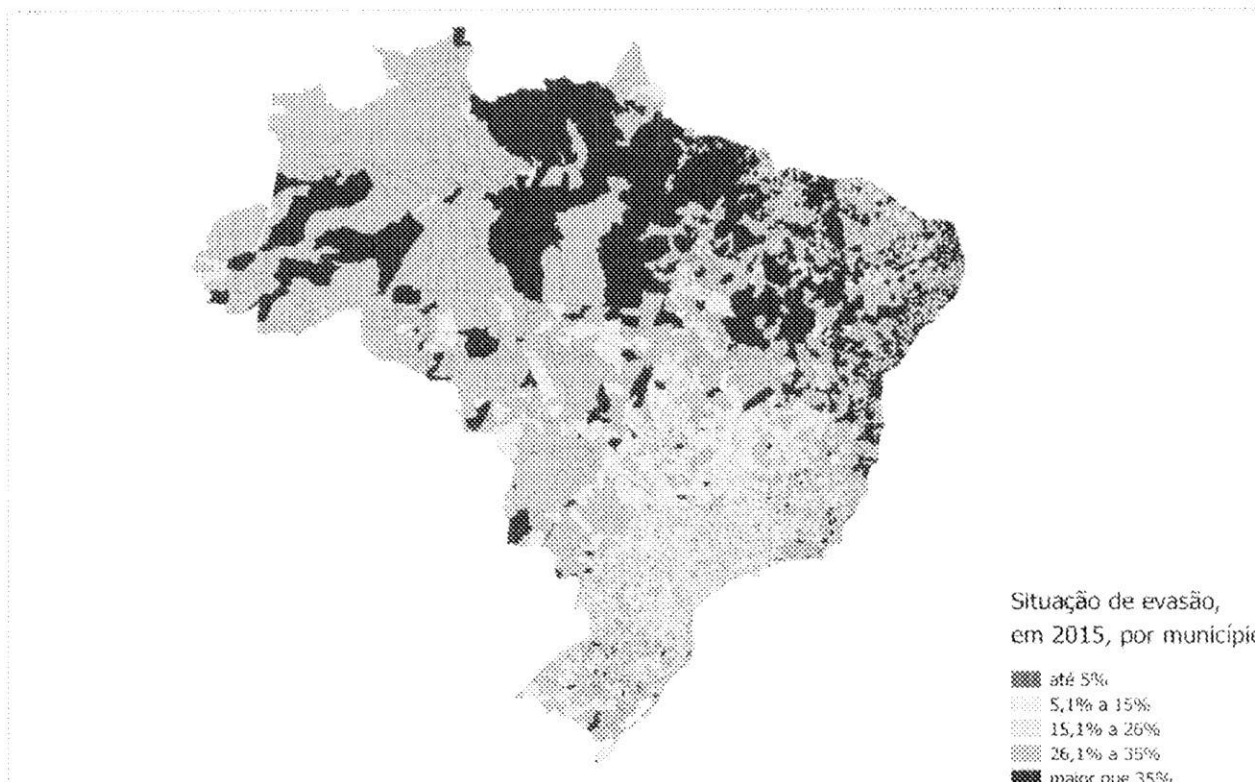 Situação de evasão,
em 2015, por municípi
até 5%
5,1% a 15%
15,1% a 26%
26,1% a 35%
maior que 35%